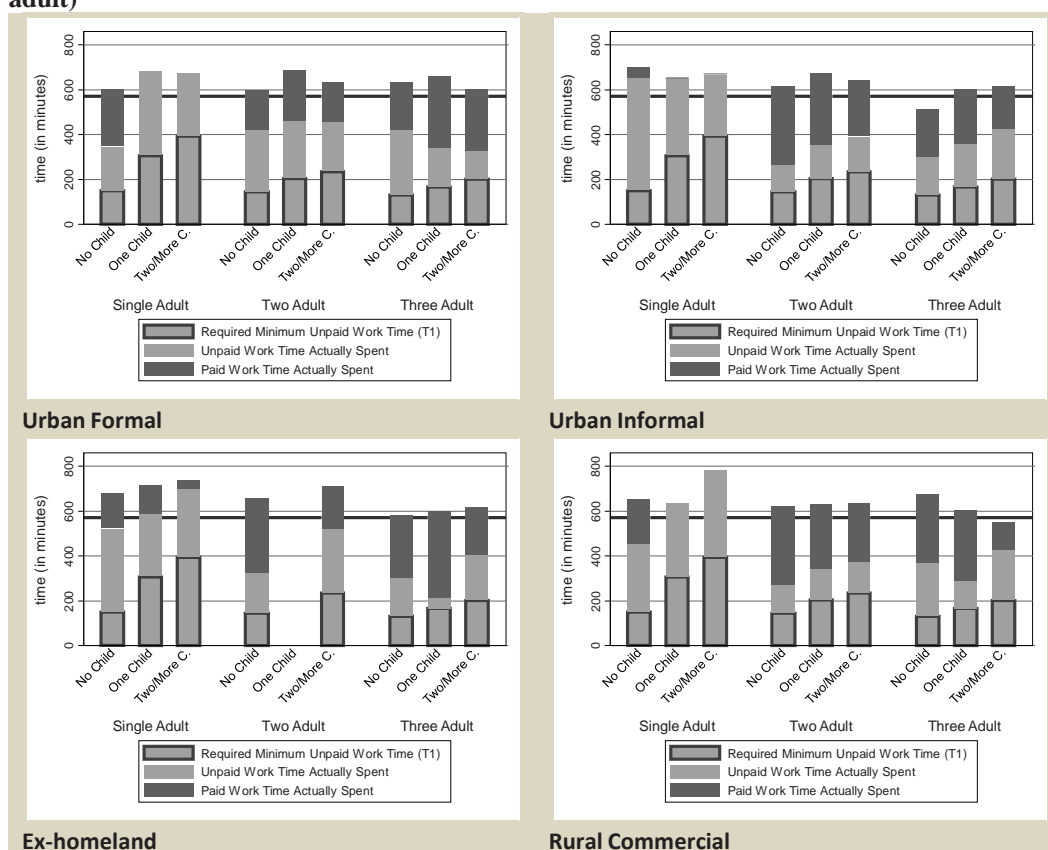 adult)
time (in minutes)
800
600
400
200
0
No Child
One Child
Two/More C.
No Child
One Child
Two/More C.
No Child
One Child
Two/More C.
Single Adult
Two Adult
Three Adult
Required Minimum Unpaid Work Time (T1)
Unpaid Work Time Actually Spent
Paid Work Time Actually Spent
Urban Formal
time (in minutes)
800
600
400
200
0
No Child
One Child
Two/More C.
No Child
One Child
Two/More C.
No Child
One Child
Two/More C.
Single Adult
Two Adult
Three Adult
Required Minimum Unpaid Work Time (T1)
Unpaid Work Time Actually Spent
Paid Work Time Actually Spent
Urban Informal
time (in minutes)
800
600
400
200
0
No Child
One Child
Two/More C.
No Child
One Child
Two/More C.
No Child
One Child
Two/More C.
Single Adult
Two Adult
Three Adult
Required Minimum Unpaid Work Time (T1)
Unpaid Work Time Actually Spent
Paid Work Time Actually Spent
Ex-homeland
time (in minutes)
800
600
400
200
0
No Child
One Child
Two/More C.
No Child
One Child
Two/More C.
No Child
One Child
Two/More C.
Single Adult
Two Adult
Three Adult
Required Minimum Unpaid Work Time (T1)
Unpaid Work Time Actually Spent
Paid Work Time Actually Spent
Rural Commercial